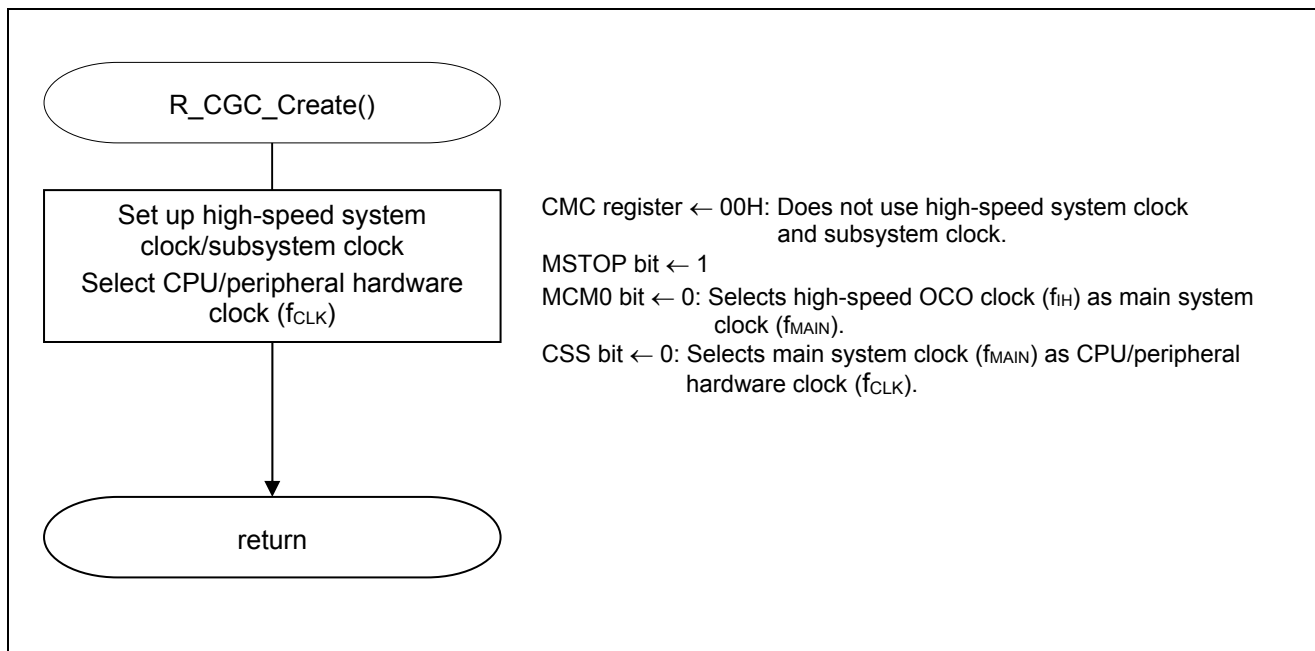 R_CGC_Create()
Set up high-speed system
clock/subsystem clock
Select CPU/peripheral hardware
clock (fCLK)
CMC register ← 00H: Does not use high-speed system clock
and subsystem clock.
MSTOP bit ← 1
MCM0 bit ← 0: Selects high-speed OCO clock (fIH) as main system
clock (fMAIN).
CSS bit ← 0: Selects main system clock (fMAIN) as CPU/peripheral
hardware clock (fCLK).
return